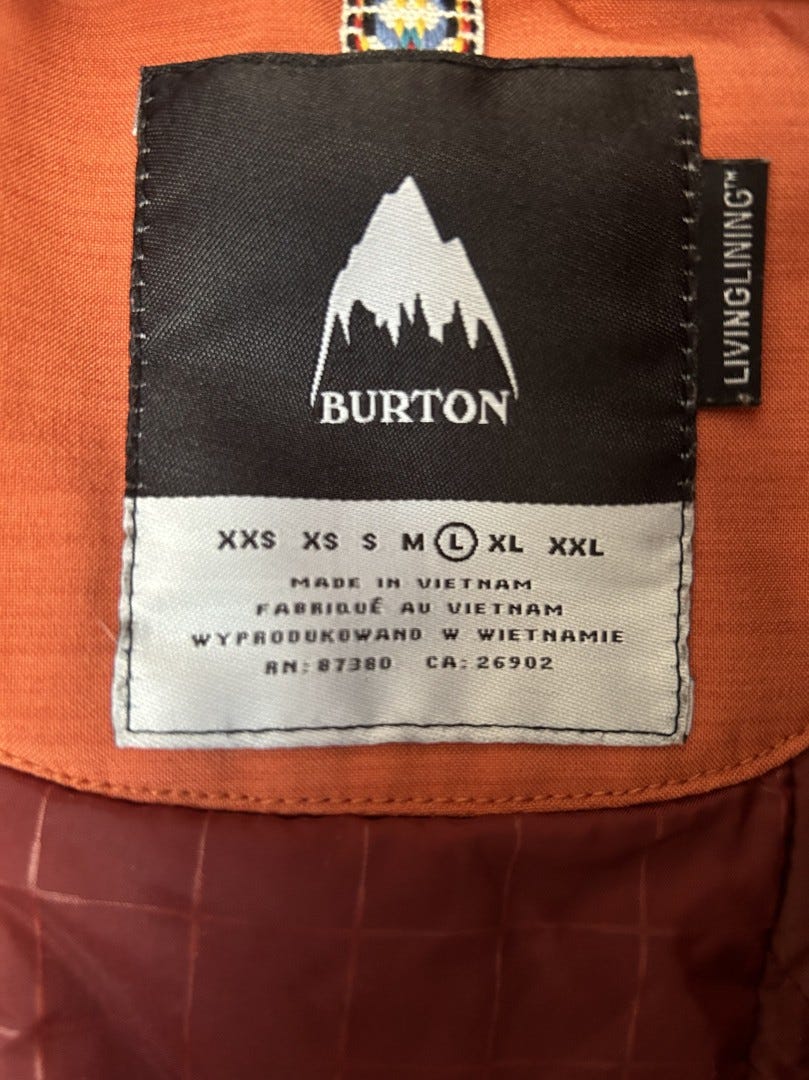 BURTON
LIVINGLINING™
XXS XS S M L XL XXL
MADE IN VIETNAM
FABRIQUÉ AU VIETNAM
WYPRODUKOWANO W WIETNAMIE
RN: 87380 CA: 26902